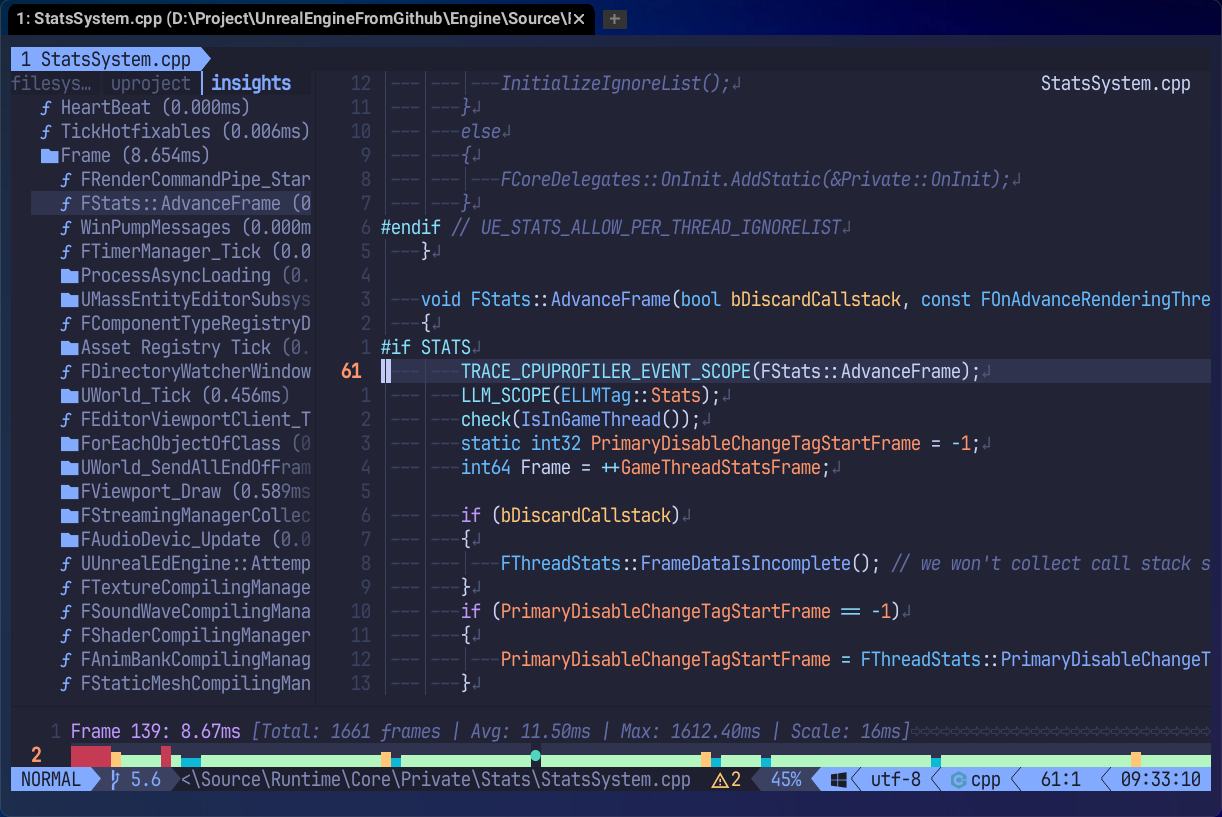 1: StatsSystem.cpp (D:\Project\UnrealEngineFromGithub\Engine\Source\
1 StatsSystem.cpp
filesys… uproject insights
HeartBeat (0.000ms)
TickHotfixables (0.006ms)
Frame (8.654ms)
FRenderCommandPipe_Star
FStats::AdvanceFrame (0
WinPumpMessages (0.000m
FTimerManager_Tick (0.0
ProcessAsyncLoading (0.
UMassEntityEditorSubsys
FComponentTypeRegistryD
Asset Registry Tick (0.
FDirectoryWatcherWindow
UWorld_Tick (0.456ms)
FEditorViewportClient_T
ForEachObjectOfClass (0
UWorld_SendAllEndOfFram
FViewport_Draw (0.589ms
FStreamingManagerCollec
FAudioDevic_Update (0.0
UUnrealEdEngine::Attemp
FTextureCompilingManage
FSoundWaveCompilingMana
FShaderCompilingManager
FAnimBankCompilingManag
FStaticMeshCompilingMan
12 InitializeIgnoreList();
StatsSystem.cpp
11 }
10 else
9 {
8 FCoreDelegates::OnInit.AddStatic(&Private::OnInit);
7 }
6 #endif // UE_STATS_ALLOW_PER_THREAD_IGNORELIST
5 }
4
3 void FStats::AdvanceFrame(bool bDiscardCallstack, const FOnAdvanceRenderingThre
2 {
1 #if STATS
61 TRACE_CPUPROFILER_EVENT_SCOPE(FStats::AdvanceFrame);
1 LLM_SCOPE(ELLMTag::Stats);
2 check(IsInGameThread());
3 static int32 PrimaryDisableChangeTagStartFrame = -1;
4 int64 Frame = ++GameThreadStatsFrame;
5
6 if (bDiscardCallstack)
7 {
8 FThreadStats::FrameDataIsIncomplete(); // we won't collect call stack s
9 }
10 if (PrimaryDisableChangeTagStartFrame == -1)
11 {
12 PrimaryDisableChangeTagStartFrame = FThreadStats::PrimaryDisableChangeT
13 }
1 Frame 139: 8.67ms [Total: 1661 frames | Avg: 11.50ms | Max: 1612.40ms | Scale: 16ms]
2
NORMAL 5.6 <\Source\Runtime\Core\Private\Stats\StatsSystem.cpp 2 45% utf-8 cpp 61:1 09:33:10